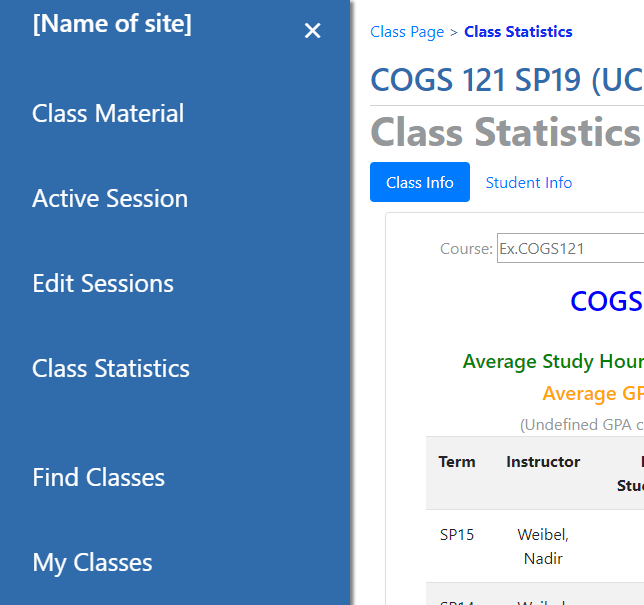 [Name of site]
×
Class Material
Active Session
Edit Sessions
Class Statistics
Find Classes
My Classes
Class Page > Class Statistics
COGS 121 SP19 (UC
Class Statistics
Class Info Student Info
Course: Ex.COGS121
COGS
Average Study Hour
Average GP
(Undefined GPA c
Term Instructor
Stu
SP15 Weibel,
Nadir
SP14 Weibel,